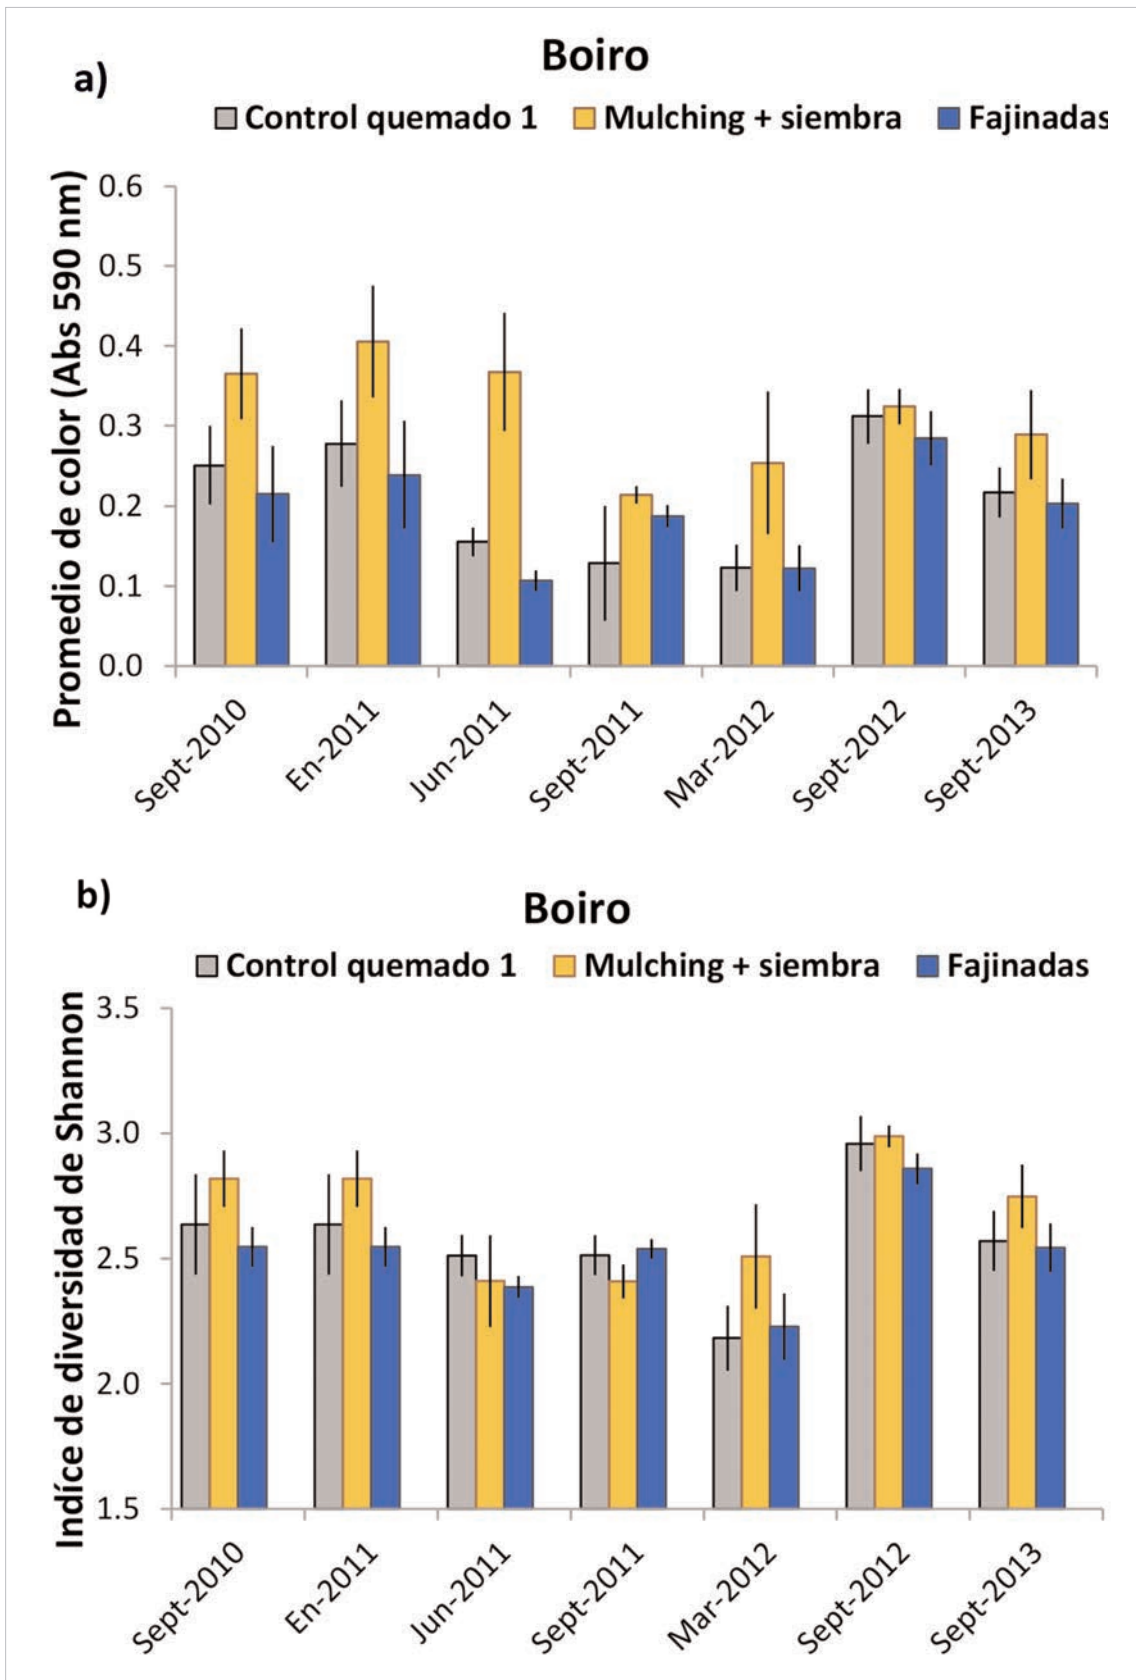 a)
Boiro
Control quemado 1 Mulching + siembra Fajinadas
Promedio de color (Abs 590 nm)
0.6
0.5
0.4
0.3
0.2
0.1
0.0
Sept-2010
En-2011
Jun-2011
Sept-2011
Mar-2012
Sept-2012
Sept-2013
b)
Boiro
Control quemado 1 Mulching + siembra Fajinadas
Indíce de diversidad de Shannon
3.5
3.0
2.5
2.0
1.5
Sept-2010
En-2011
Jun-2011
Sept-2011
Mar-2012
Sept-2012
Sept-2013